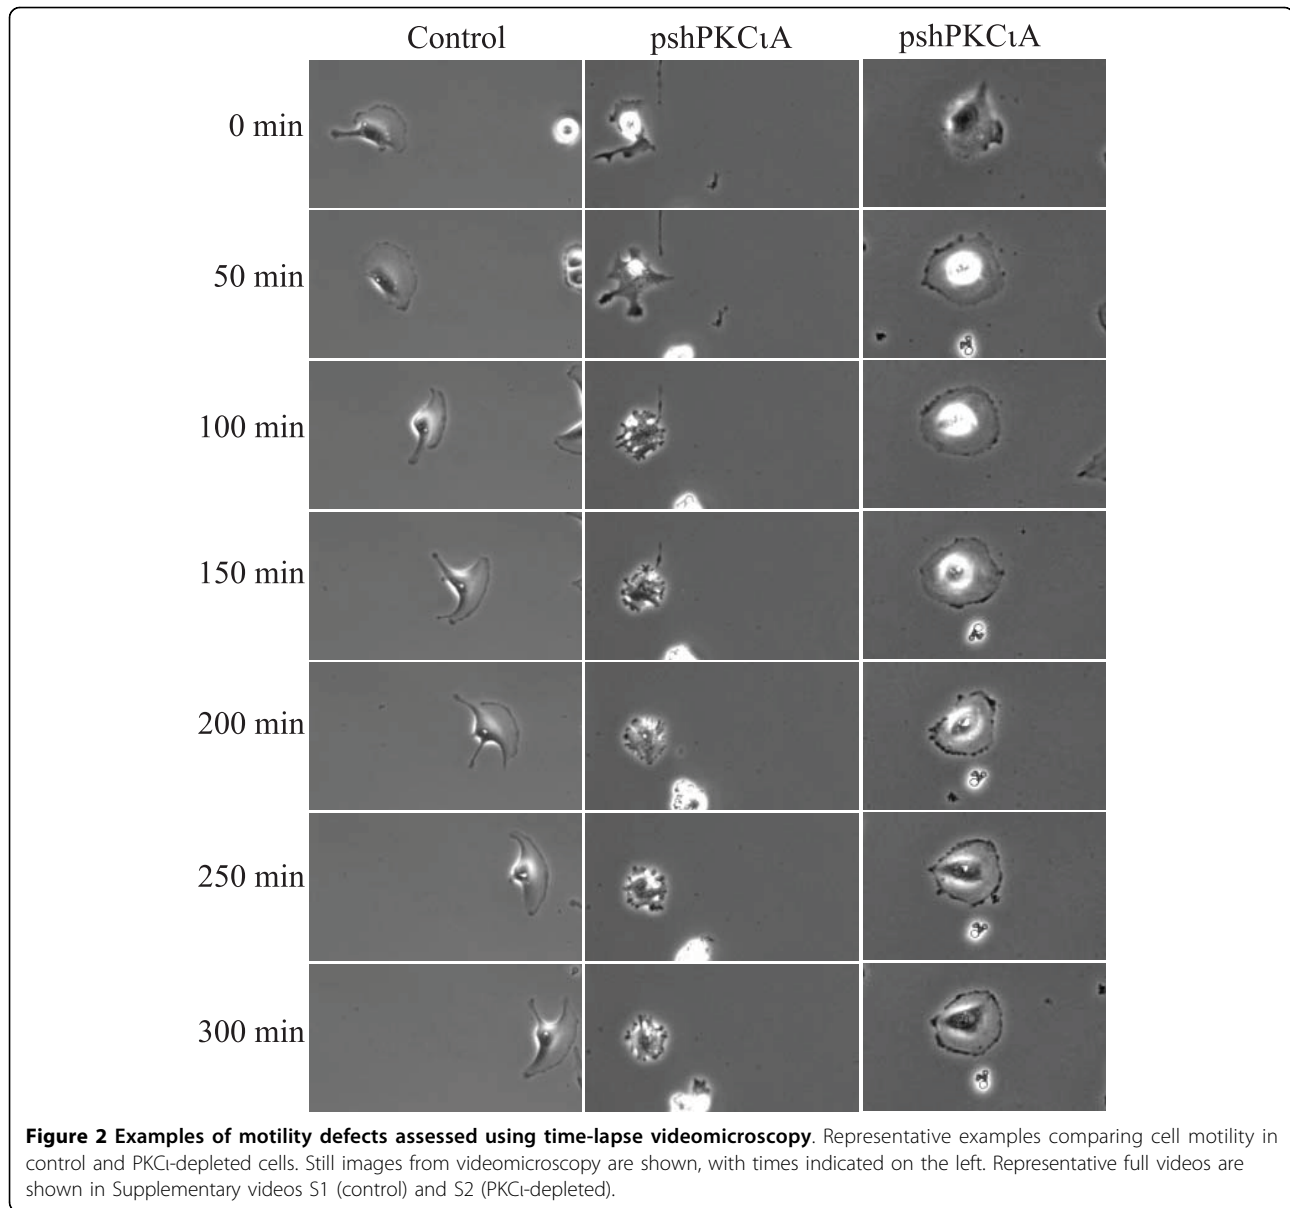 Control pshPKCιA pshPKCιA
0 min
50 min
100 min
150 min
200 min
250 min
300 min
Figure 2 Examples of motility defects assessed using time-lapse videomicroscopy. Representative examples comparing cell motility in
control and PKCι-depleted cells. Still images from videomicroscopy are shown, with times indicated on the left. Representative full videos are
shown in Supplementary videos S1 (control) and S2 (PKCι-depleted).